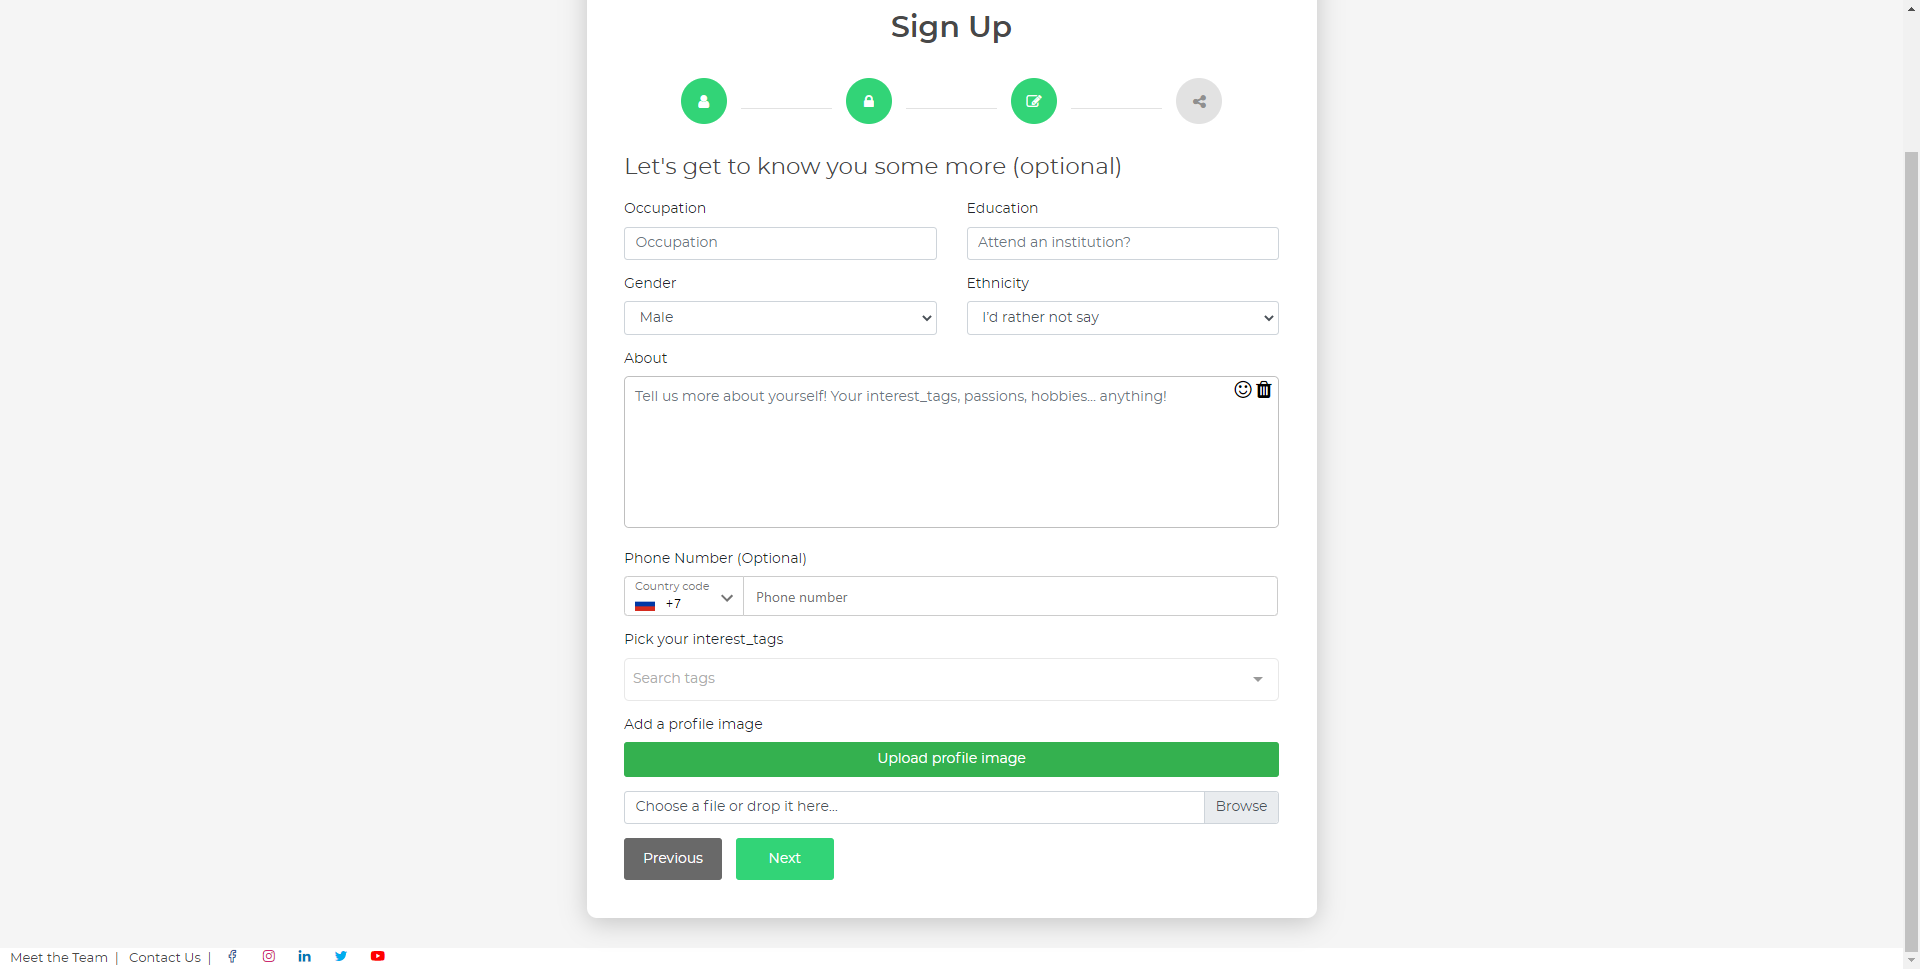 Sign Up
Let's get to know you some more (optional)
Occupation
Education
Occupation
Attend an institution?
Gender
Ethnicity
Male
I'd rather not say
About
Tell us more about yourself! Your interest_tags, passions, hobbies... anything!
Phone Number (Optional)
Country code
+7
Phone number
Pick your interest_tags
Search tags
Add a profile image
Upload profile image
Choose a file or drop it here...
Browse
Previous
Next
Meet the Team | Contact Us |